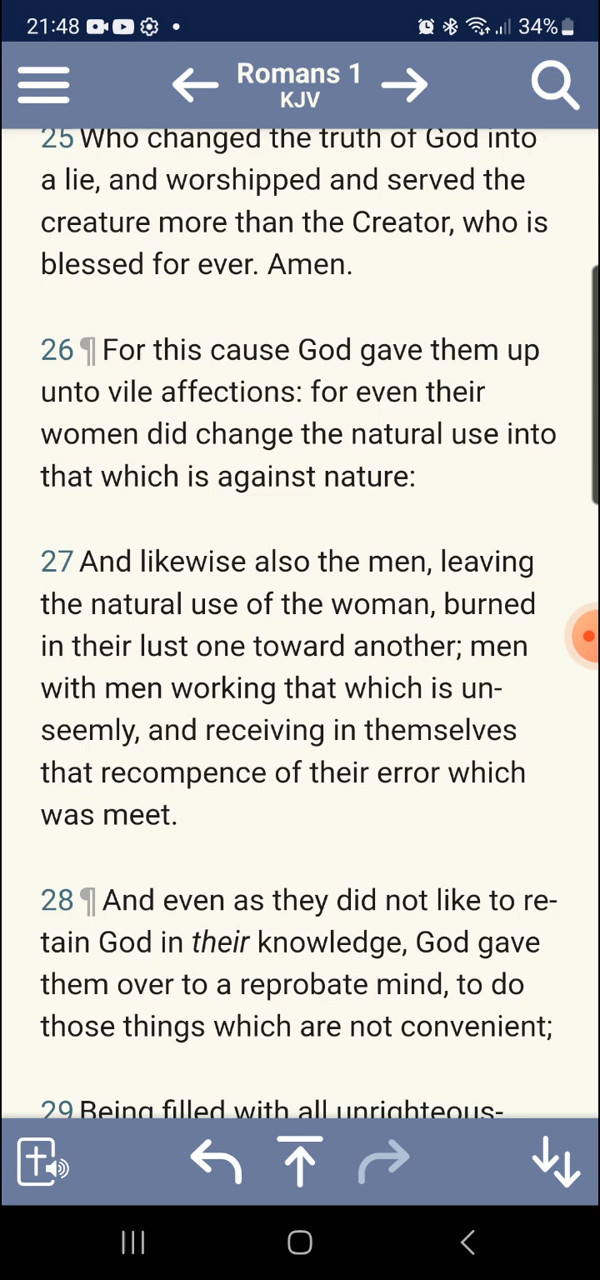 21:48
34%
Romans 1
KJV
25 Who changed the truth of God into
a lie, and worshipped and served the
creature more than the Creator, who is
blessed for ever. Amen.
26 ¶ For this cause God gave them up
unto vile affections: for even their
women did change the natural use into
that which is against nature:
27 And likewise also the men, leaving
the natural use of the woman, burned
in their lust one toward another; men
with men working that which is un-
seemly, and receiving in themselves
that recompence of their error which
was meet.
28 ¶ And even as they did not like to re-
tain God in their knowledge, God gave
them over to a reprobate mind, to do
those things which are not convenient;
29 Being filled with all unrighteous-